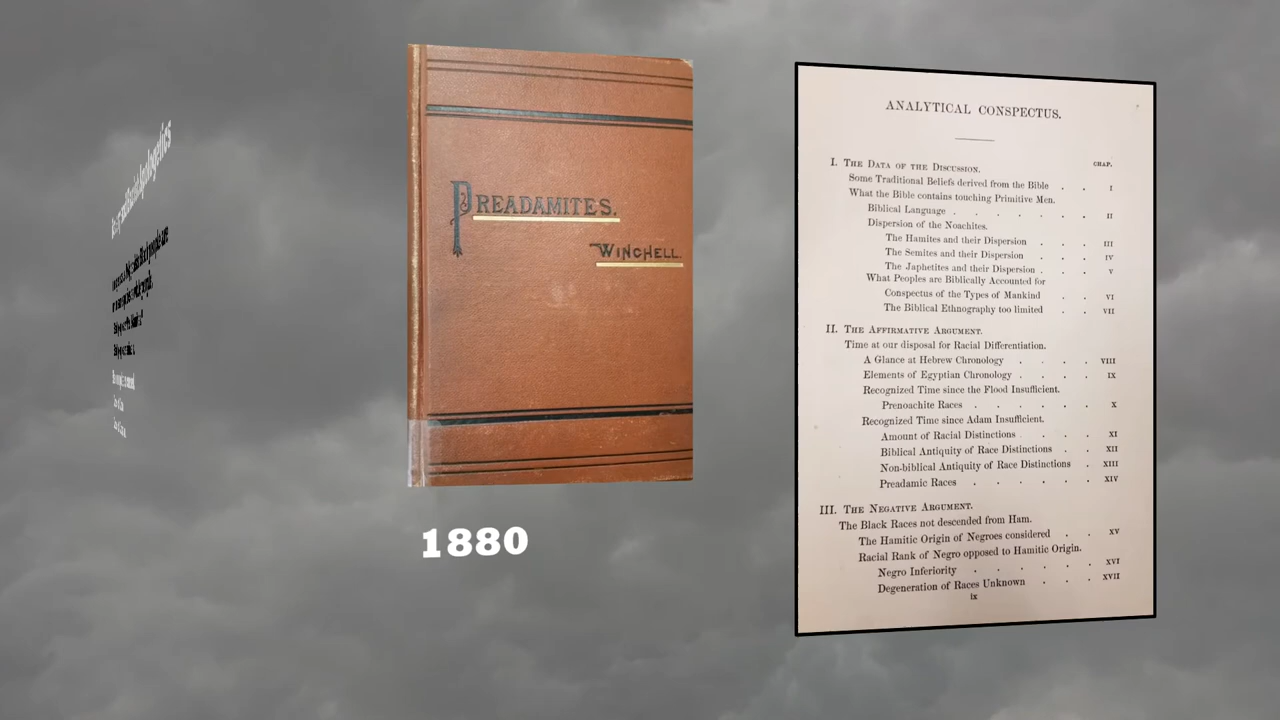 PREADAMITES.
WINCHELL.
1880
ANALYTICAL CONSPECTUS.
CHAP.
I. THE DATA OF THE DISCUSSION.
Some Traditional Beliefs derived from the Bible . . I
What the Bible contains touching Primitive Men.
Biblical Language . . . . . . . II
Dispersion of the Noachites.
The Hamites and their Dispersion . . . III
The Semites and their Dispersion . . . IV
The Japhetites and their Dispersion . . . V
What Peoples are Biblically Accounted for
Conspectus of the Types of Mankind . . VI
The Biblical Ethnography too limited . . VII
II. THE AFFIRMATIVE ARGUMENT.
Time at our disposal for Racial Differentiation.
A Glance at Hebrew Chronology . . . . VIII
Elements of Egyptian Chronology . . . . IX
Recognized Time since the Flood Insufficient.
Prenoachite Races . . . . . . X
Recognized Time since Adam Insufficient.
Amount of Racial Distinctions . . . . XI
Biblical Antiquity of Race Distinctions . . XII
Non-biblical Antiquity of Race Distinctions . XIII
Preadamic Races . . . . . . XIV
III. THE NEGATIVE ARGUMENT.
The Black Races not descended from Ham.
The Hamitic Origin of Negroes considered . . XV
Racial Rank of Negro opposed to Hamitic Origin.
Negro Inferiority . . . . . . XVI
Degeneration of Races Unknown . . . XVII
ix